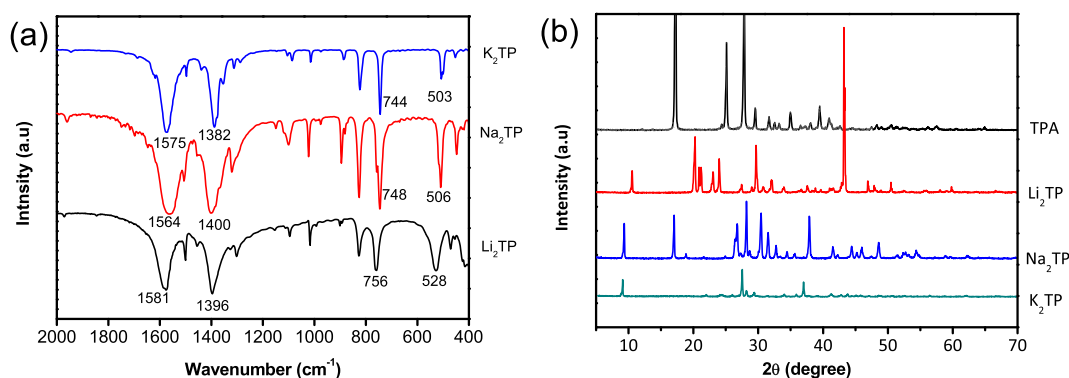 (a)
Intnsity (a.u)
K₂TP
1575
1382
744
503
Na₂TP
1564
1400
748
506
Li₂TP
1581
1396
756
528
2000 1800 1600 1400 1200 1000 800 600 400
Wavenumber (cm⁻¹)
(b)
Intensity (a.u)
TPA
Li₂TP
Na₂TP
K₂TP
10 20 30 40 50 60 70
2θ (degree)